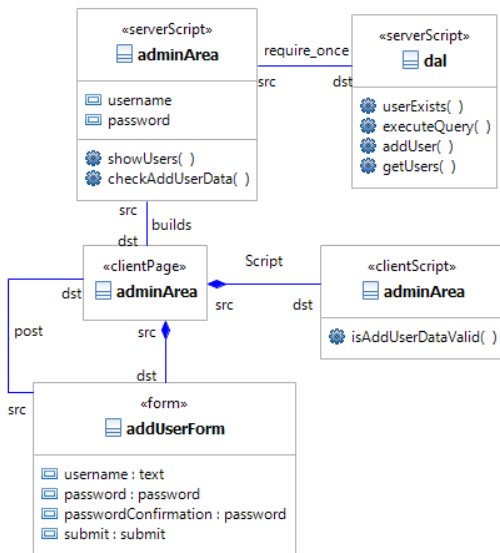 «serverScript»
adminArea
username
password
showUsers( )
checkAddUserData( )
require_once
src
dst
«serverScript»
dal
userExists( )
executeQuery( )
addUser( )
getUsers( )
src
builds
dst
«clientPage»
adminArea
dst
src
Script
src
dst
«clientScript»
adminArea
isAddUserDataValid( )
post
src
dst
«form»
addUserForm
username : text
password : password
passwordConfirmation : password
submit : submit